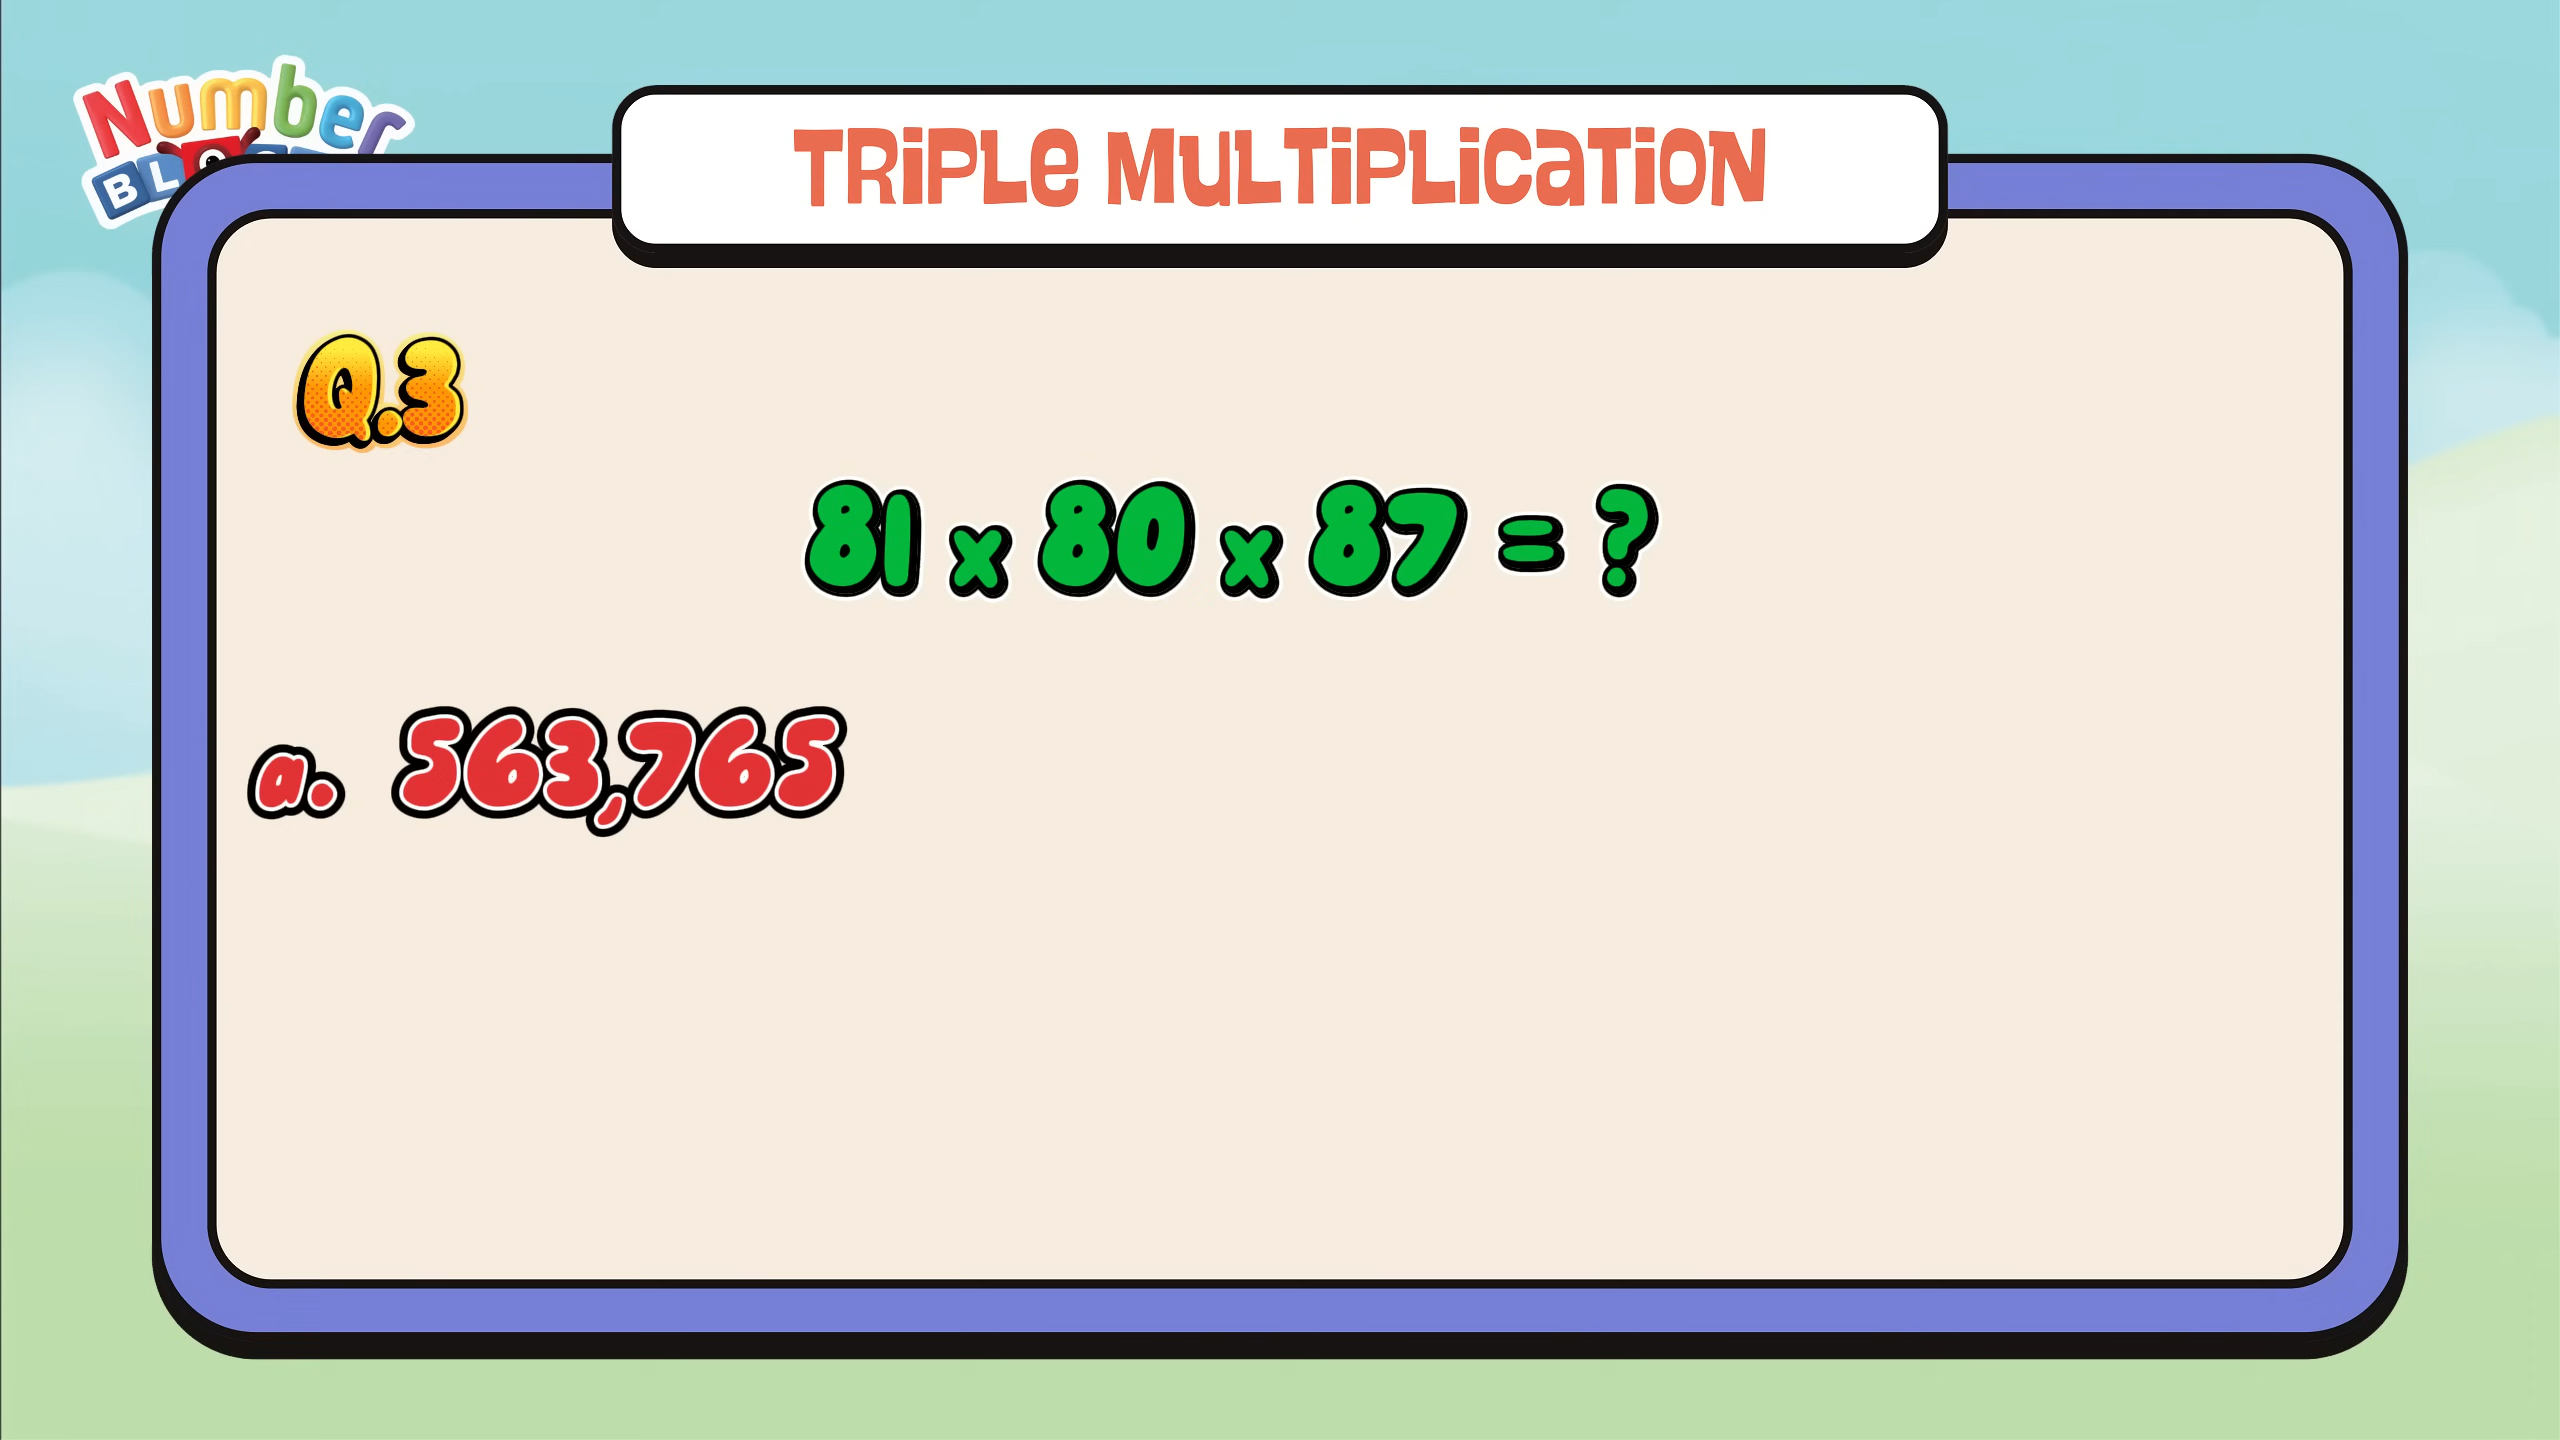 Number
TRiPLe MULTiPLiCaTiON
Q.3
81 x 80 x 87 = ?
a. 563,765